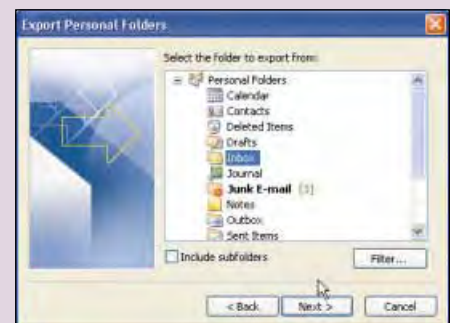 Export Personal Folders
Select the folder to export from:
Personal Folders
Calendar
Contacts
Deleted Items
Drafts
Inbox
Journal
Junk E-mail [3]
Notes
Outbox
Sent Items
Include subfolders
Filter...
< Back
Next >
Cancel